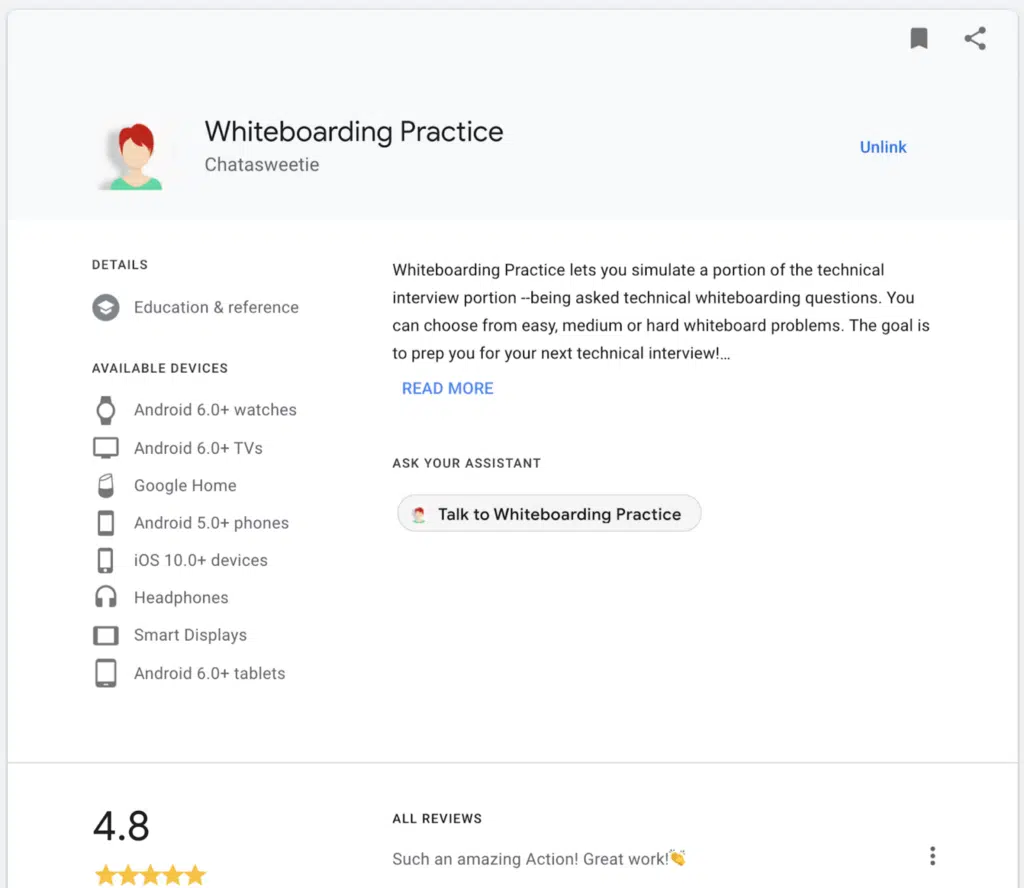 Whiteboarding Practice
Chatasweetie
Unlink
DETAILS
Education & reference
AVAILABLE DEVICES
Android 6.0+ watches
Android 6.0+ TVs
Google Home
Android 5.0+ phones
iOS 10.0+ devices
Headphones
Smart Displays
Android 6.0+ tablets
Whiteboarding Practice lets you simulate a portion of the technical
interview portion --being asked technical whiteboarding questions. You
can choose from easy, medium or hard whiteboard problems. The goal is
to prep you for your next technical interview!...
READ MORE
ASK YOUR ASSISTANT
Talk to Whiteboarding Practice
4.8
ALL REVIEWS
Such an amazing Action! Great work!👏